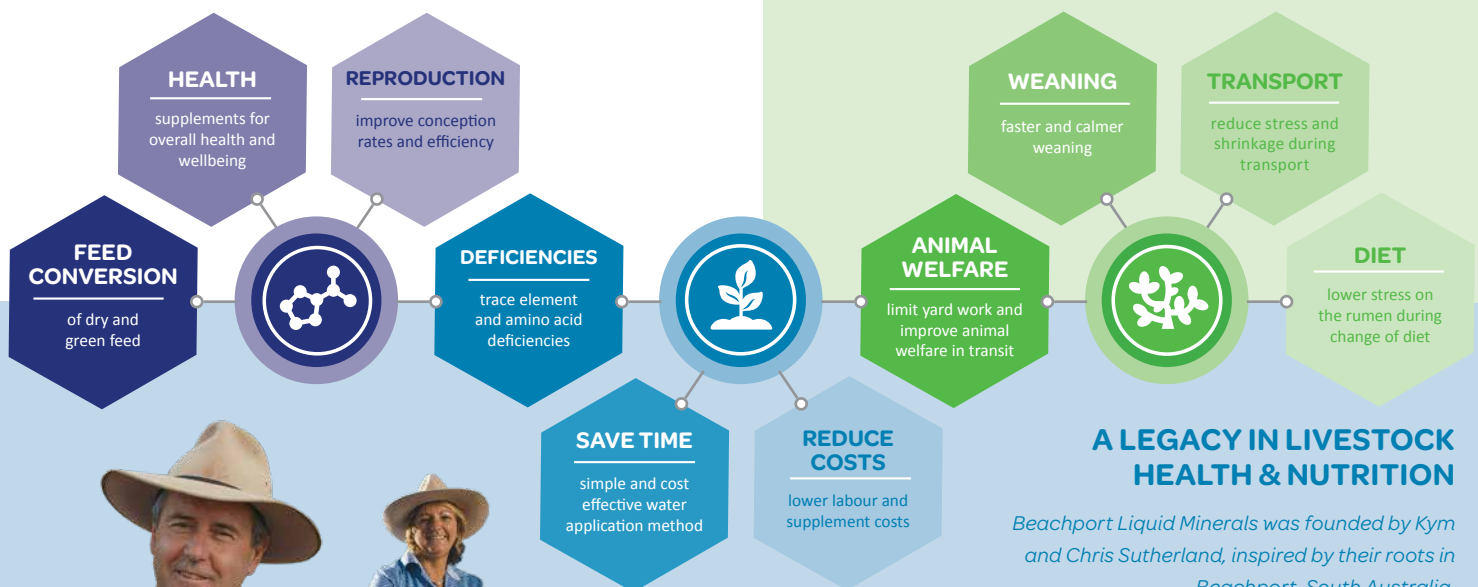 HEALTH
supplements for
overall health and
wellbeing
REPRODUCTION
improve conception
rates and efficiency
WEANING
faster and calmer
weaning
TRANSPORT
reduce stress and
shrinkage during
transport
FEED
CONVERSION
of dry and
green feed
DEFICIENCIES
trace element
and amino acid
deficiencies
ANIMAL
WELFARE
limit yard work and
improve animal
welfare in transit
DIET
lower stress on
the rumen during
change of diet
SAVE TIME
simple and cost
effective water
application method
REDUCE
COSTS
lower labour and
supplement costs
A LEGACY IN LIVESTOCK
HEALTH & NUTRITION
Beachport Liquid Minerals was founded by Kym
and Chris Sutherland, inspired by their roots in
Beachport, South Australia.